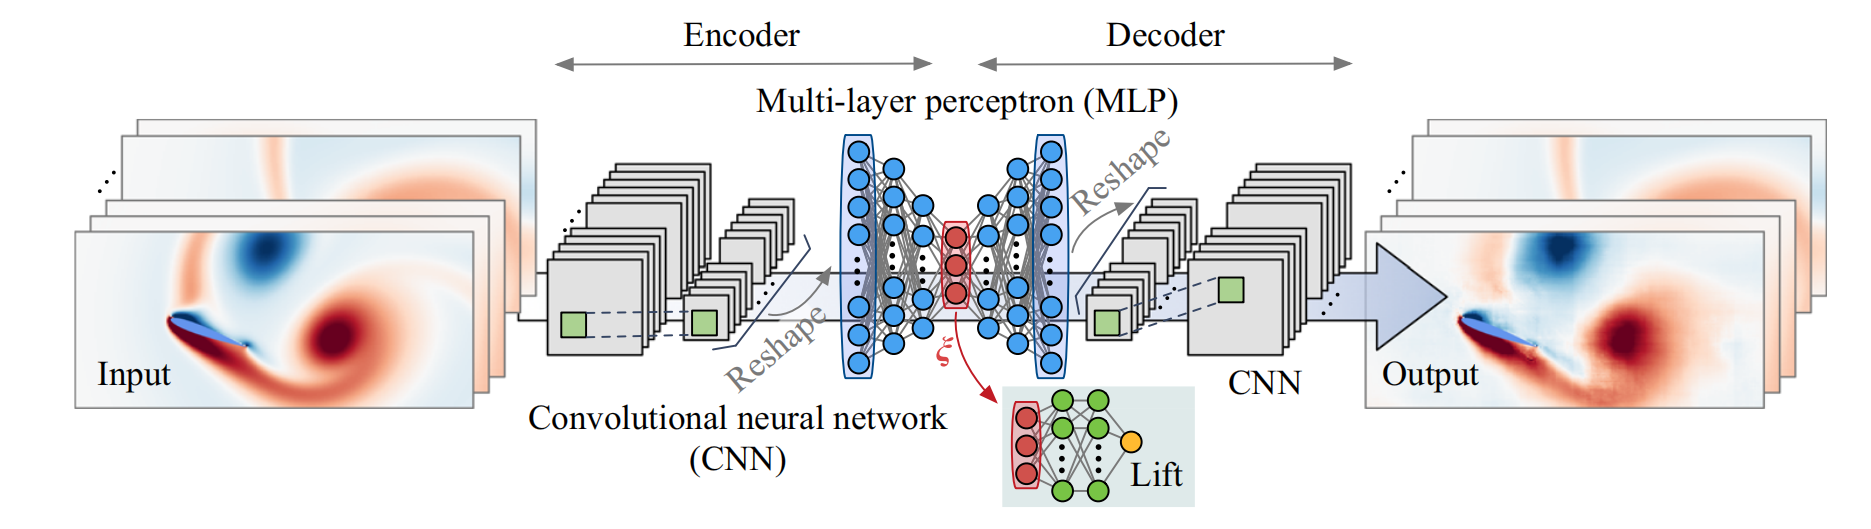 Encoder
Decoder
Multi-layer perceptron (MLP)
Reshape
Reshape
Input
ξ
Output
CNN
Convolutional neural network
(CNN)
Lift